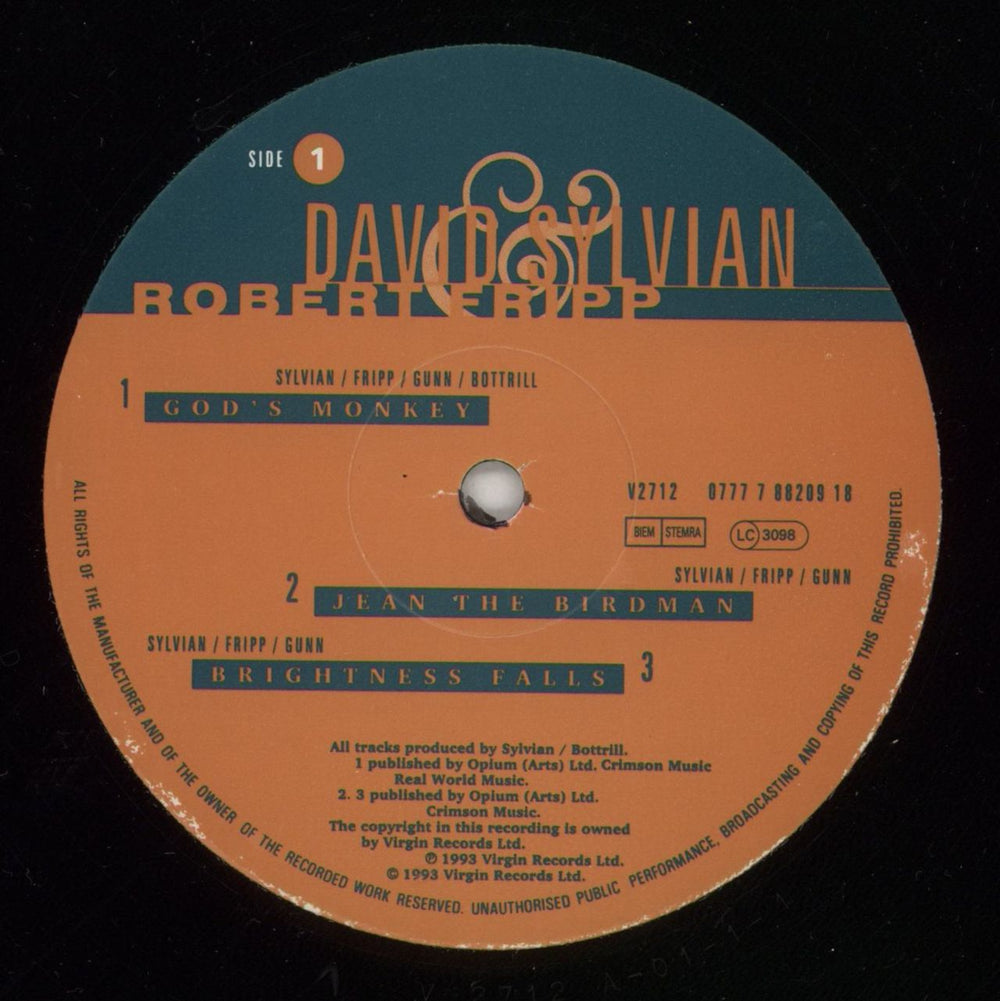 SIDE 1
DAVID SYLVIAN
&
ROBERT FRIPP
SYLVIAN / FRIPP / GUNN / BOTTRILL
1 GOD'S MONKEY
V2712 0777 7 88209 18
BIEM STEMRA LC 3098
SYLVIAN / FRIPP / GUNN
2 JEAN THE BIRDMAN
SYLVIAN / FRIPP / GUNN
BRIGHTNESS FALLS 3
All tracks produced by Sylvian / Bottrill.
1 published by Opium (Arts) Ltd. Crimson Music
Real World Music.
2. 3 published by Opium (Arts) Ltd.
Crimson Music.
The copyright in this recording is owned
by Virgin Records Ltd.
℗ 1993 Virgin Records Ltd.
© 1993 Virgin Records Ltd.
ALL RIGHTS OF THE MANUFACTURER AND OF THE OWNER OF THE RECORDED WORK RESERVED. UNAUTHORISED PUBLIC PERFORMANCE, BROADCASTING AND COPYING OF THIS RECORD PROHIBITED.